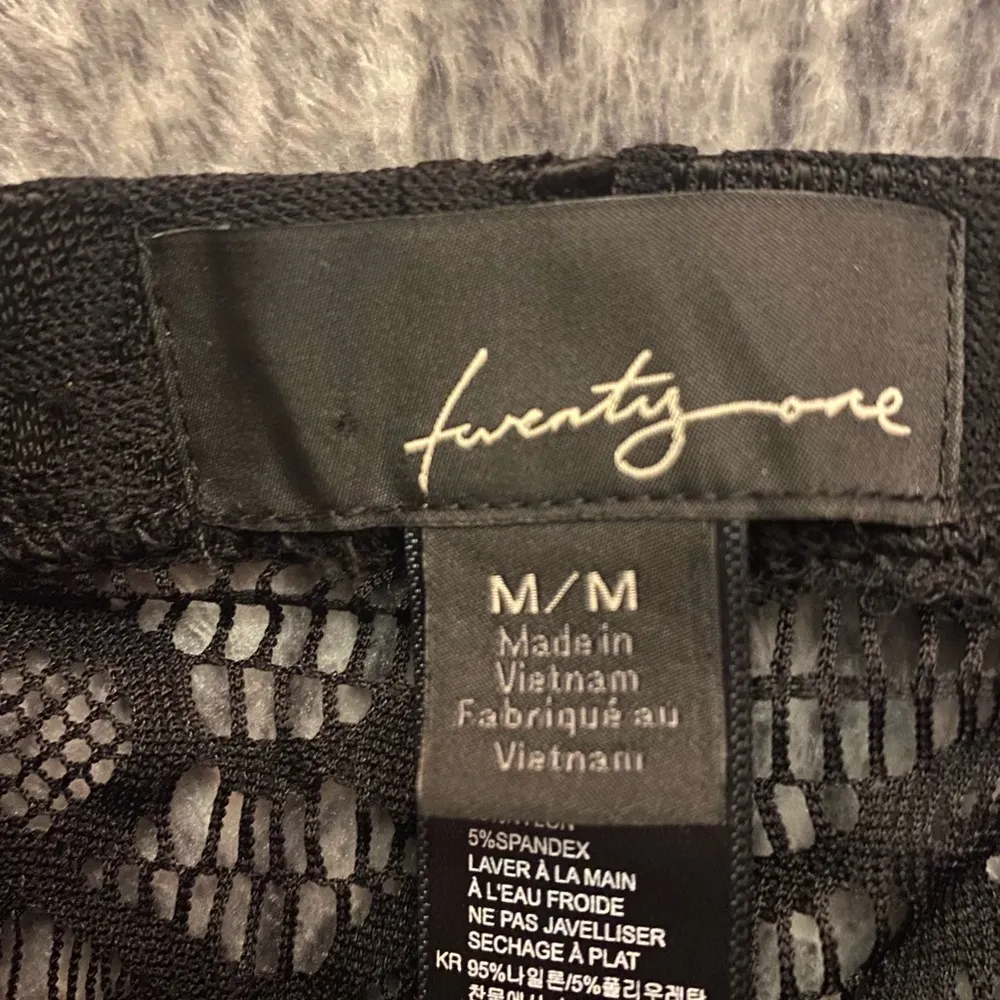 twenty one
M/M
Made in
Vietnam
Fabriqué au
Vietnam
5%SPANDEX
LAVER À LA MAIN
À L'EAU FROIDE
NE PAS JAVELLISER
SECHAGE À PLAT
KR 95%나일론/5%폴리우레탄